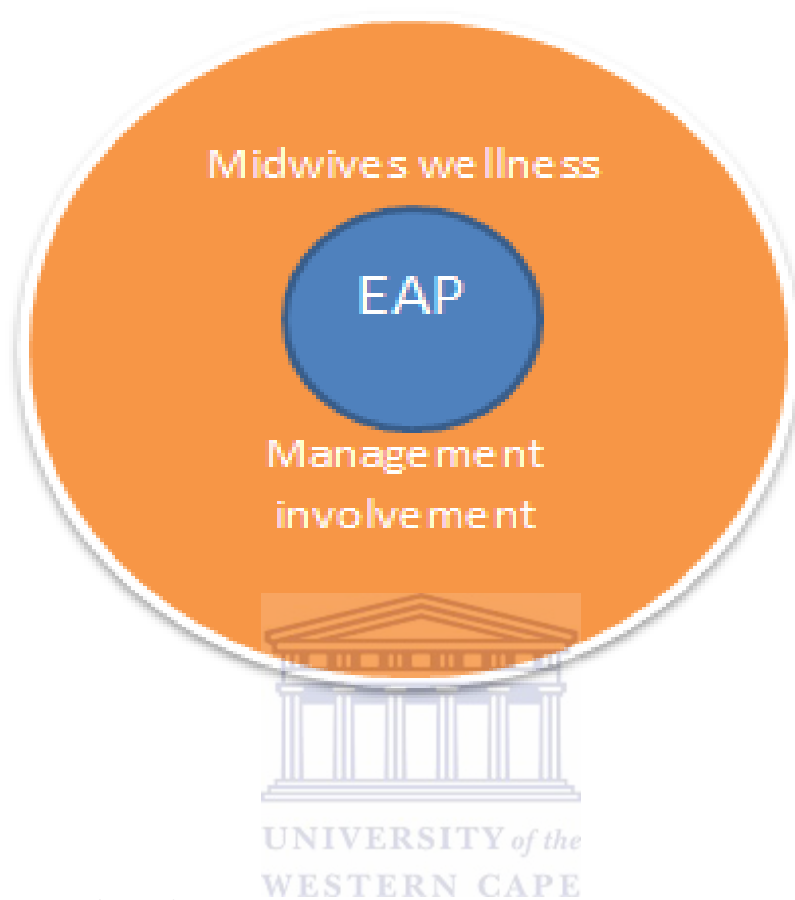 Midwives wellness
EAP
Management
involvement
UNIVERSITY of the
WESTERN CAPE